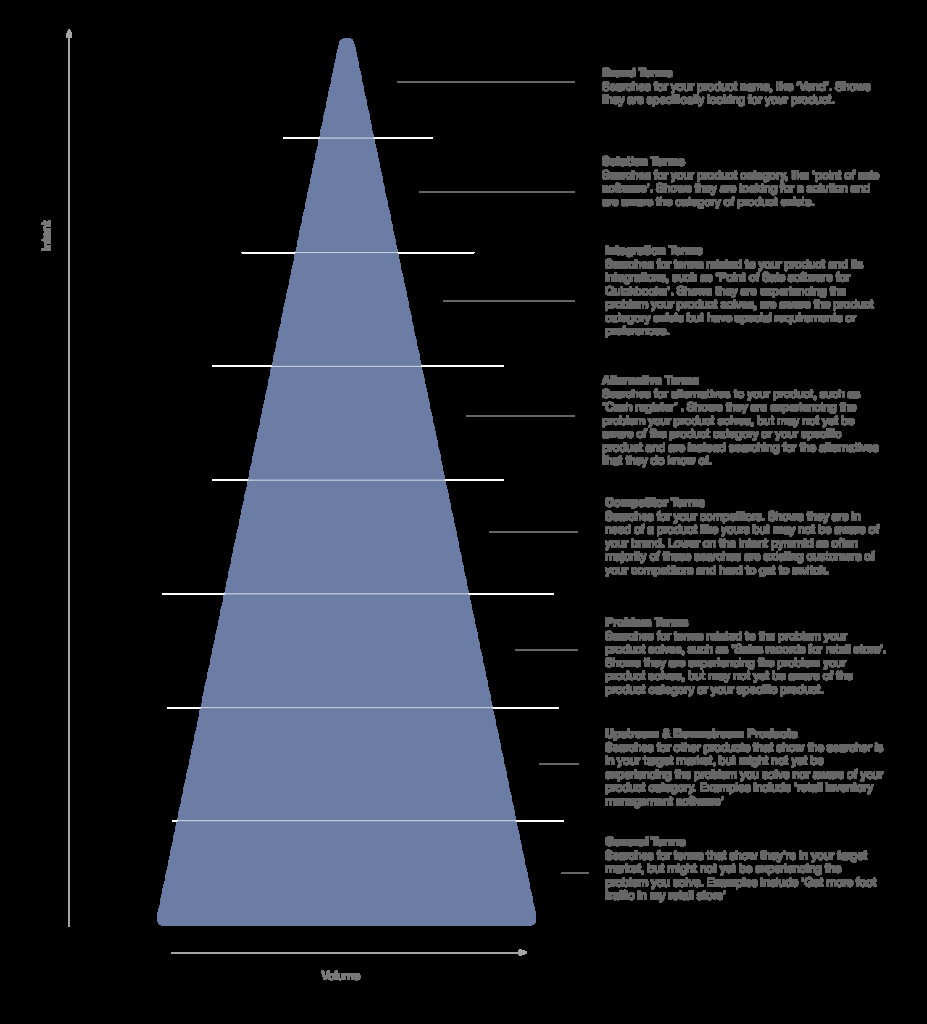 Brand Terms
Searches for your product name, like 'Vend'. Shows
they are specifically looking for your product.
Solution Terms
Searches for your product category, like 'point of sale
software'. Shows they are looking for a solution and
are aware the category of product exists.
Intent
Integration Terms
Searches for terms related to your product and its
integrations, such as 'Point of Sale software for
Quickbooks'. Shows they are experiencing the
problem your product solves, are aware the product
category exists but have special requirements or
preferences.
Alternative Terms
Searches for alternatives to your product, such as
'Cash register' . Shows they are experiencing the
problem your product solves, but may not yet be
aware of the product category or your specific
product and are instead searching for the alternatives
that they do know of.
Competitor Terms
Searches for your competitors. Shows they are in
need of a product like yours but may not be aware of
your brand. Lower on the intent pyramid as often
majority of these searches are existing customers of
your competitors and hard to get to switch.
Problem Terms
Searches for terms related to the problem your
product solves, such as 'Sales records for retail store'.
Shows they are experiencing the problem your
product solves, but may not yet be aware of the
product category or your specific product.
Upstream & Downstream Products
Searches for other products that show the searcher is
in your target market, but might not yet be
experiencing the problem you solve nor aware of your
product category. Examples include 'retail inventory
management software'
General Terms
Searches for terms that show they're in your target
market, but might not yet be experiencing the
problem you solve. Examples include 'Get more foot
traffic in my retail store'
Volume